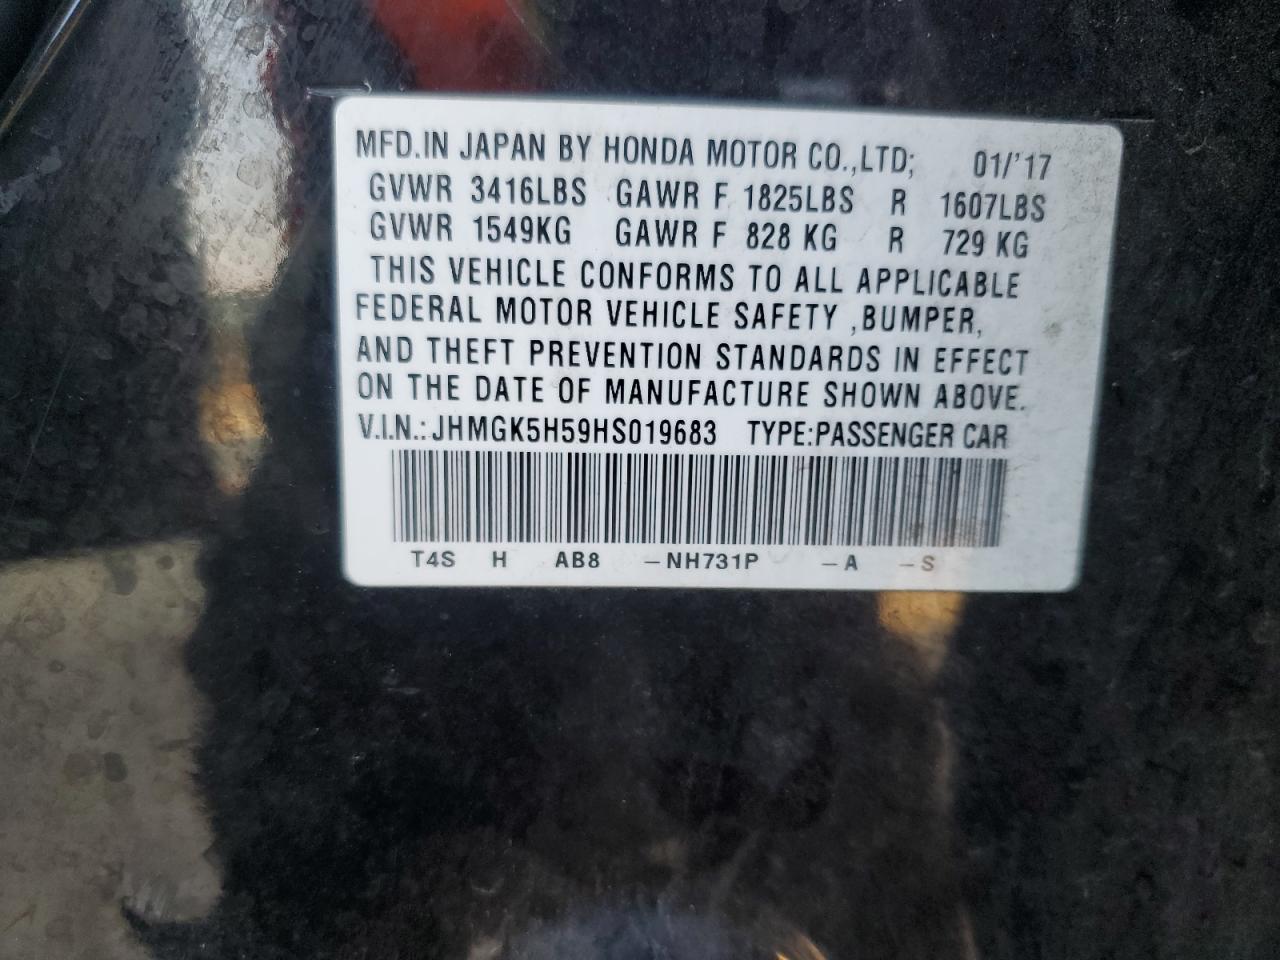 MFD.IN JAPAN BY HONDA MOTOR CO.,LTD; 01/'17
GVWR 3416LBS GAWR F 1825LBS R 1607LBS
GVWR 1549KG GAWR F 828 KG R 729 KG
THIS VEHICLE CONFORMS TO ALL APPLICABLE
FEDERAL MOTOR VEHICLE SAFETY ,BUMPER,
AND THEFT PREVENTION STANDARDS IN EFFECT
ON THE DATE OF MANUFACTURE SHOWN ABOVE.
V.I.N.:JHMGK5H59HS019683 TYPE:PASSENGER CAR
T4S H AB8 -NH731P -A -S